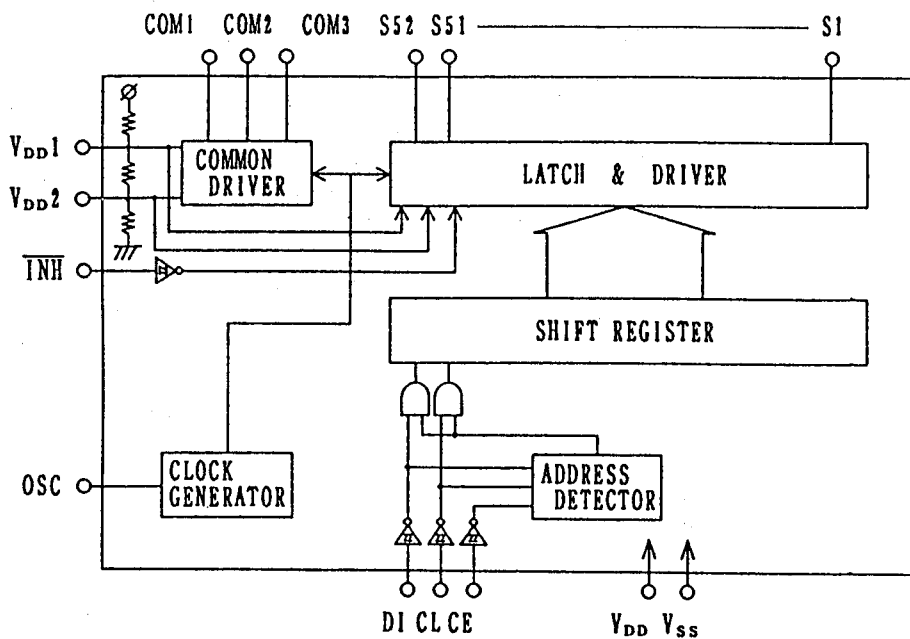 COM1 COM2 COM3 S52 S51 S1
VDD1
COMMON DRIVER
LATCH & DRIVER
VDD2
INH
SHIFT REGISTER
OSC
CLOCK GENERATOR
ADDRESS DETECTOR
DI CL CE VDD VSS